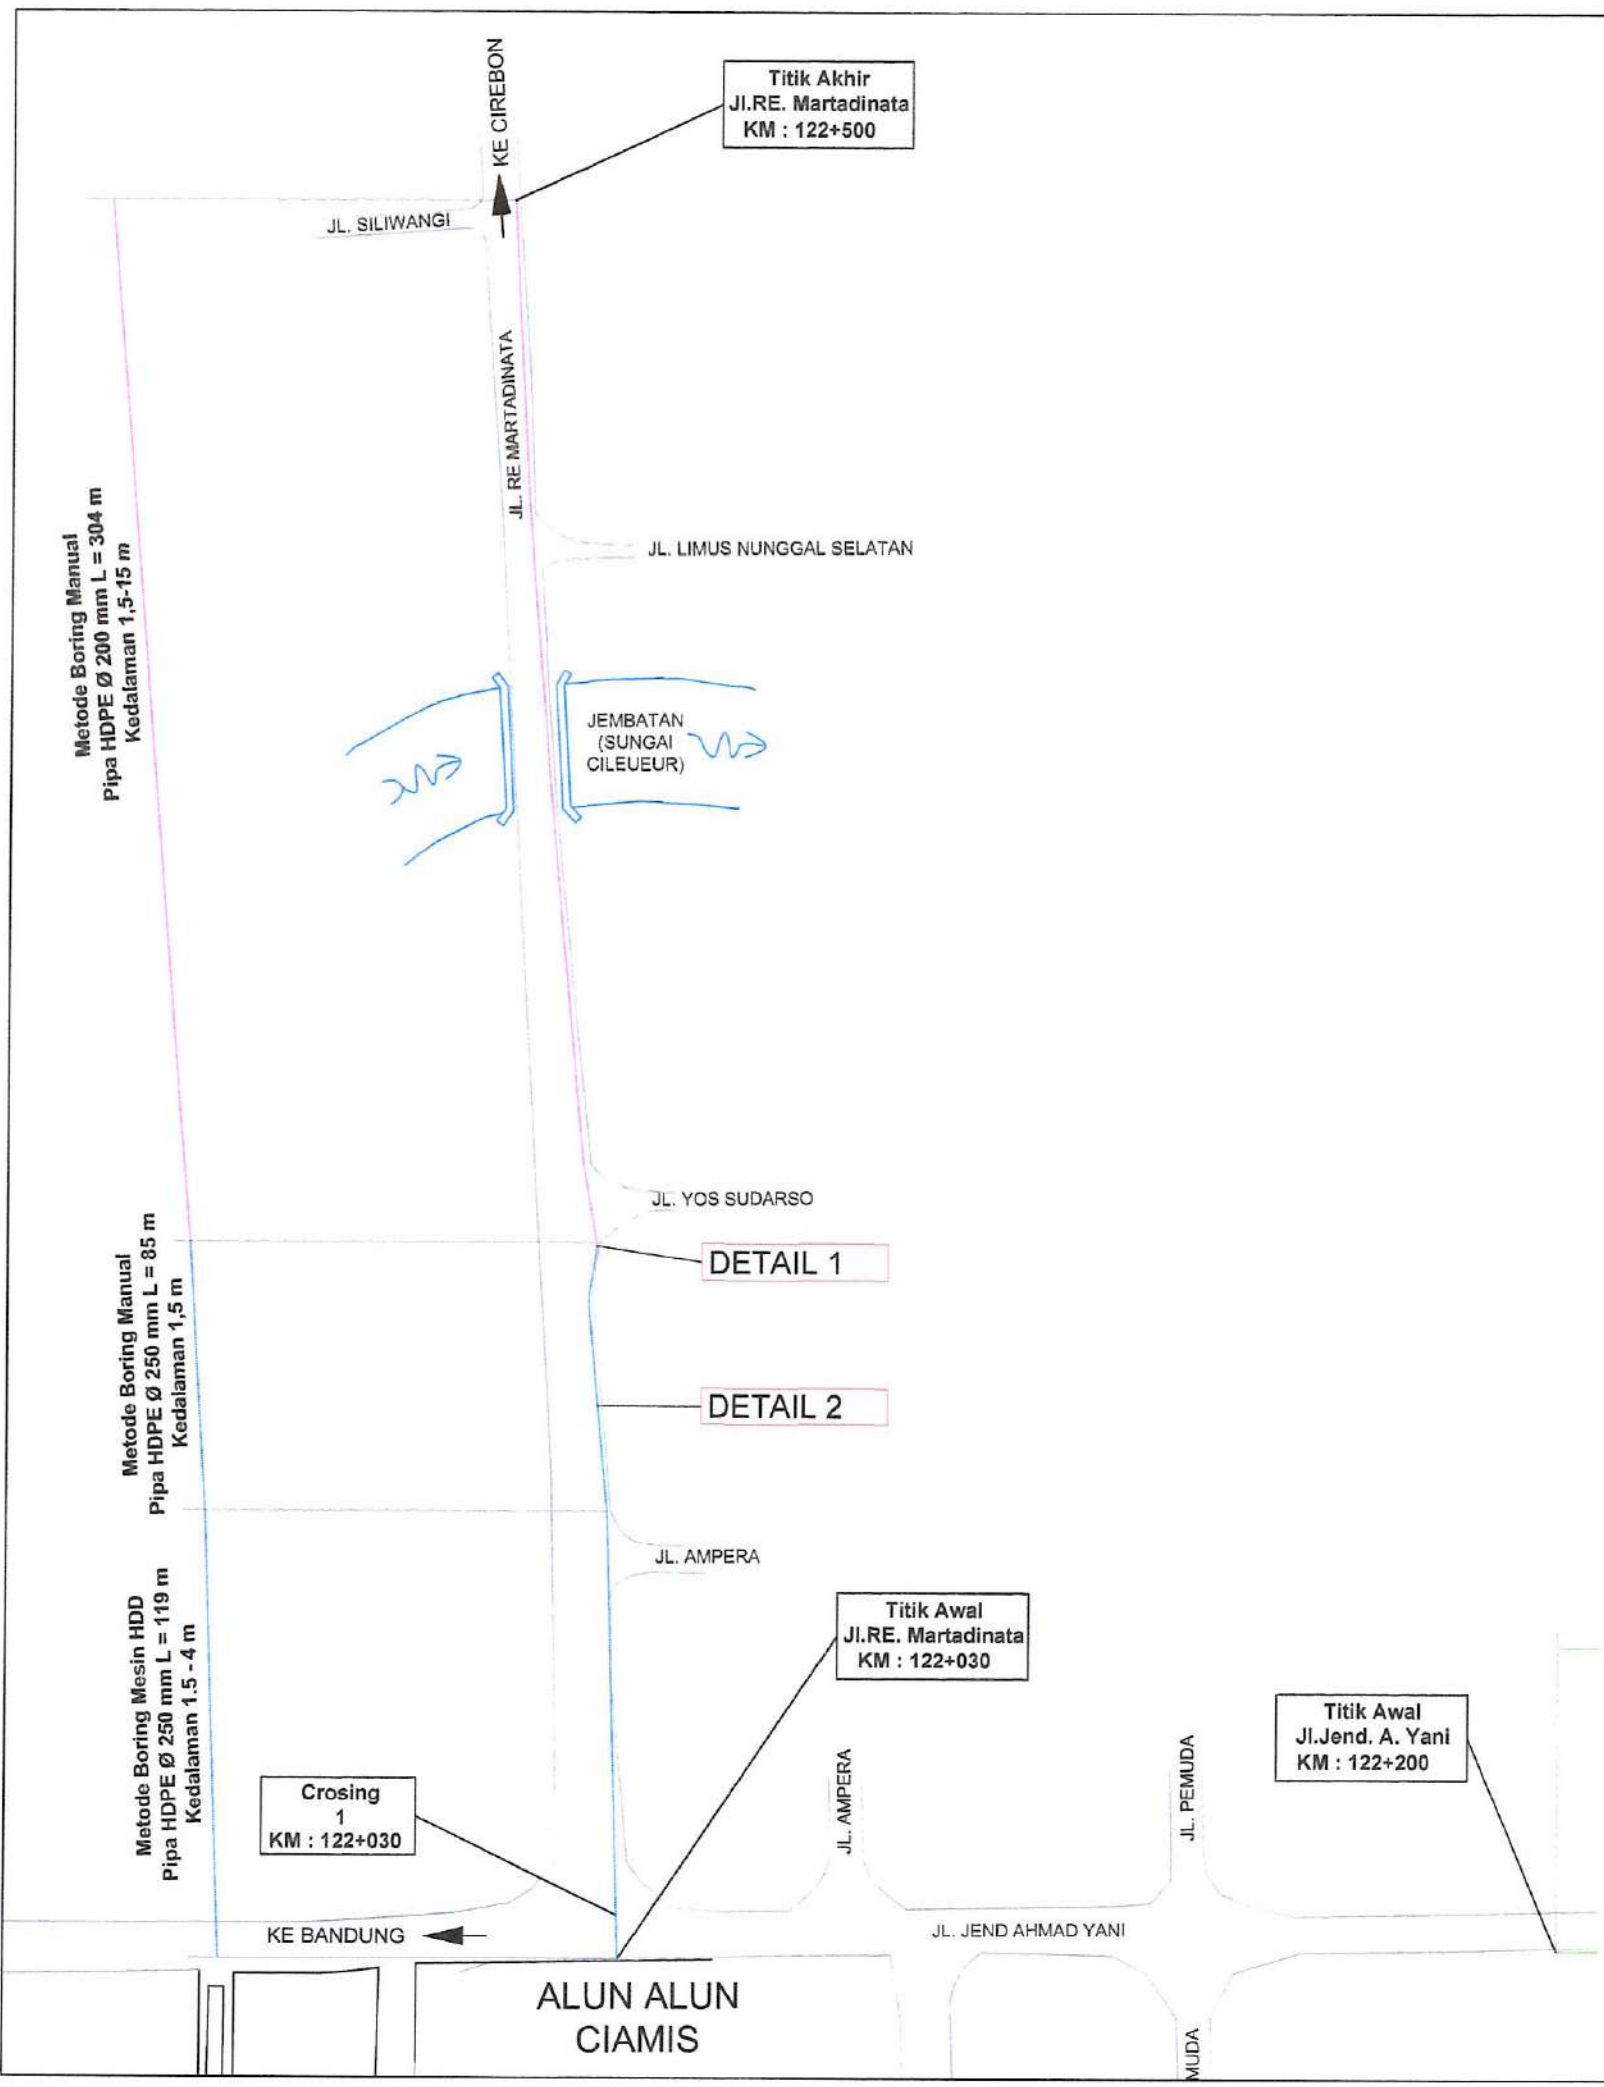 KE CIREBON
Titik Akhir
Jl.RE. Martadinata
KM : 122+500
JL. SILIWANGI
JL. RE MARTADINATA
Metode Boring Manual
Pipa HDPE Ø 200 mm L = 304 m
Kedalaman 1,5-15 m
JL. LIMUS NUNGGAL SELATAN
JEMBATAN
(SUNGAI
CILEUEUR)
JL. YOS SUDARSO
DETAIL 1
Metode Boring Manual
Pipa HDPE Ø 250 mm L = 85 m
Kedalaman 1,5 m
DETAIL 2
JL. AMPERA
Metode Boring Mesin HDD
Pipa HDPE Ø 250 mm L = 119 m
Kedalaman 1.5 - 4 m
Titik Awal
Jl.RE. Martadinata
KM : 122+030
Titik Awal
Jl.Jend. A. Yani
KM : 122+200
Crosing
1
KM : 122+030
JL. AMPERA
JL. PEMUDA
KE BANDUNG
JL. JEND AHMAD YANI
ALUN ALUN
CIAMIS
MUDA